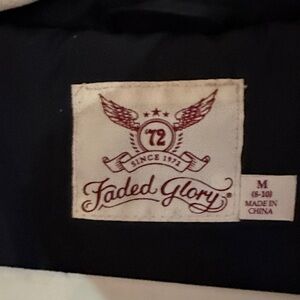 '72
SINCE 1972
Faded Glory®
M
(8-10)
MADE IN
CHINA